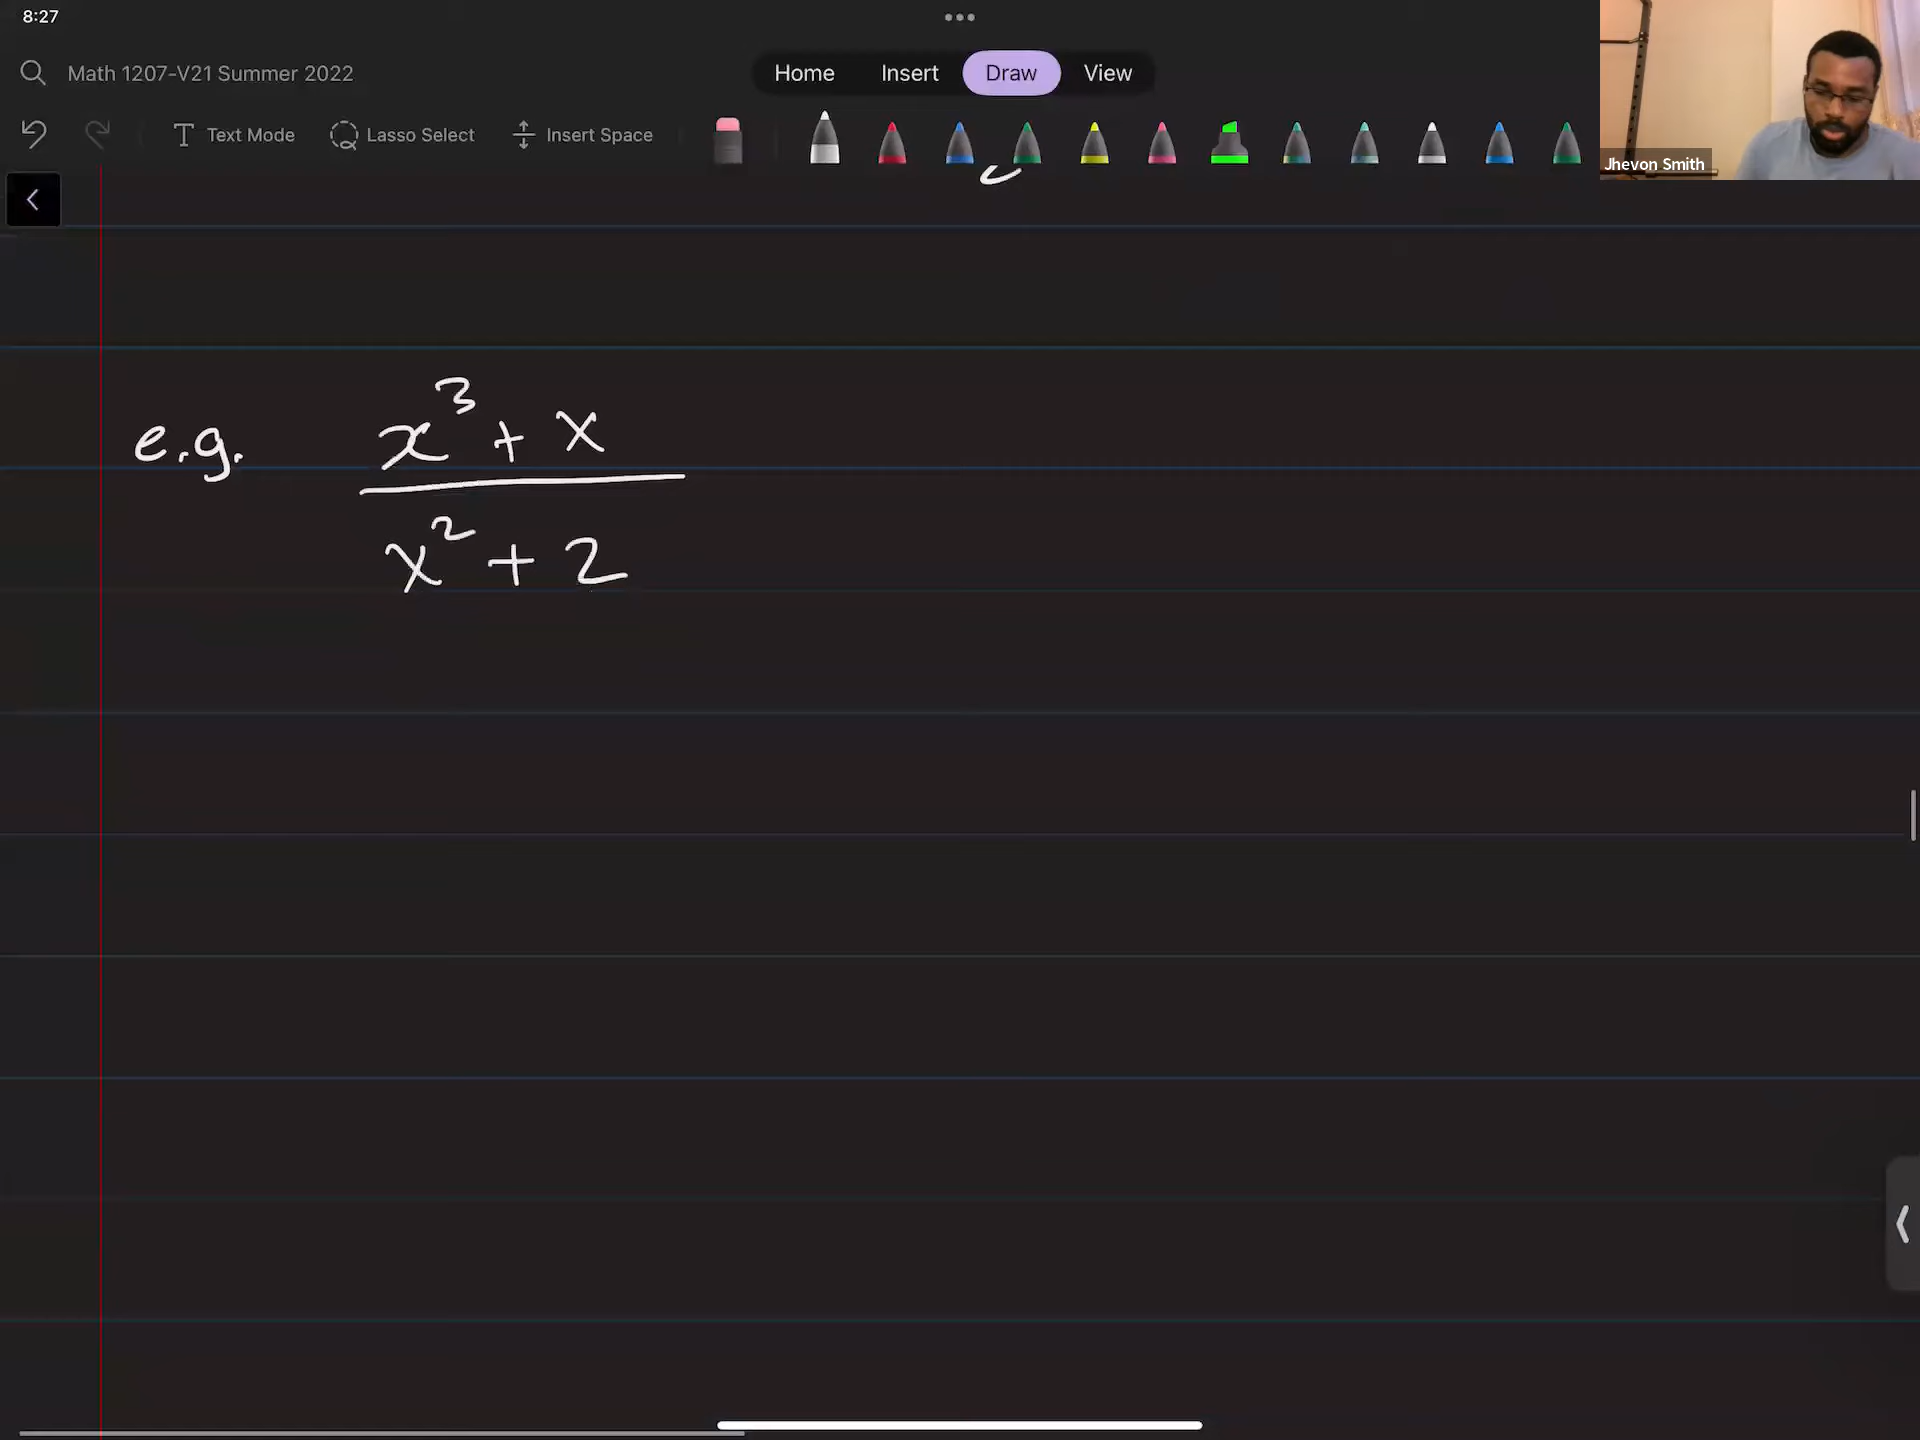 8:27
Math 1207-V21 Summer 2022
Home Insert Draw View
Text Mode Lasso Select Insert Space
Jhevon Smith
e.g. x³ + x
x² + 2